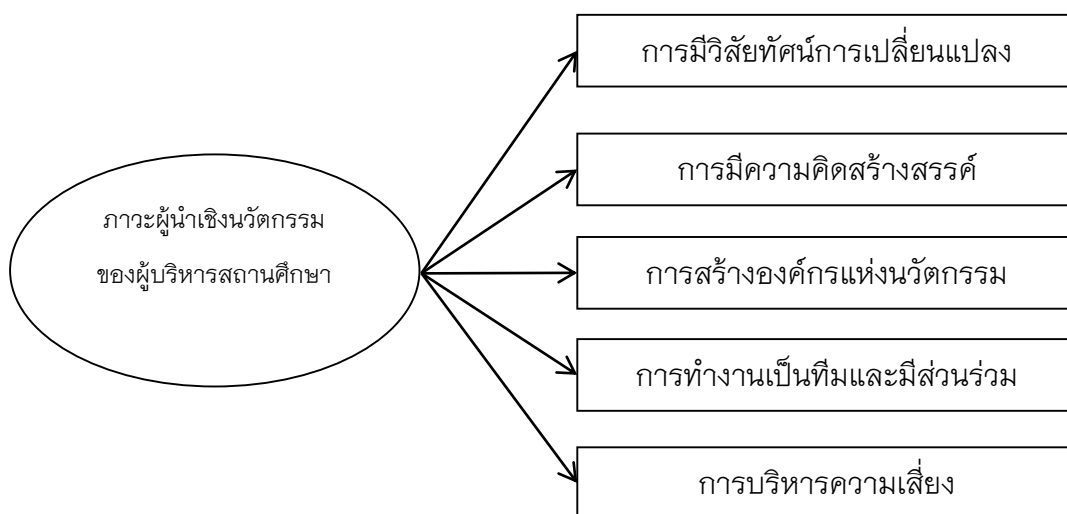 ภาวะผู้นำเชิงนวัตกรรม
ของผู้บริหารสถานศึกษา
การมีวิสัยทัศน์การเปลี่ยนแปลง
การมีความคิดสร้างสรรค์
การสร้างองค์กรแห่งนวัตกรรม
การทำงานเป็นทีมและมีส่วนร่วม
การบริหารความเสี่ยง